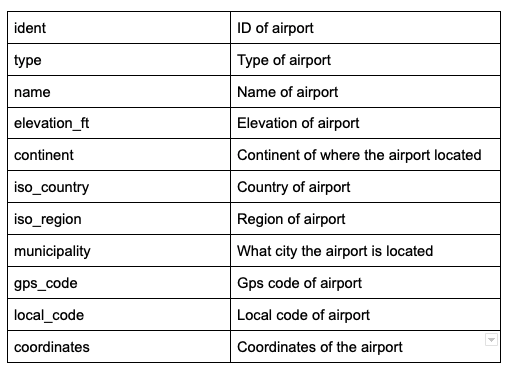 ident ID of airport
type Type of airport
name Name of airport
elevation_ft Elevation of airport
continent Continent of where the airport located
iso_country Country of airport
iso_region Region of airport
municipality What city the airport is located
gps_code Gps code of airport
local_code Local code of airport
coordinates Coordinates of the airport